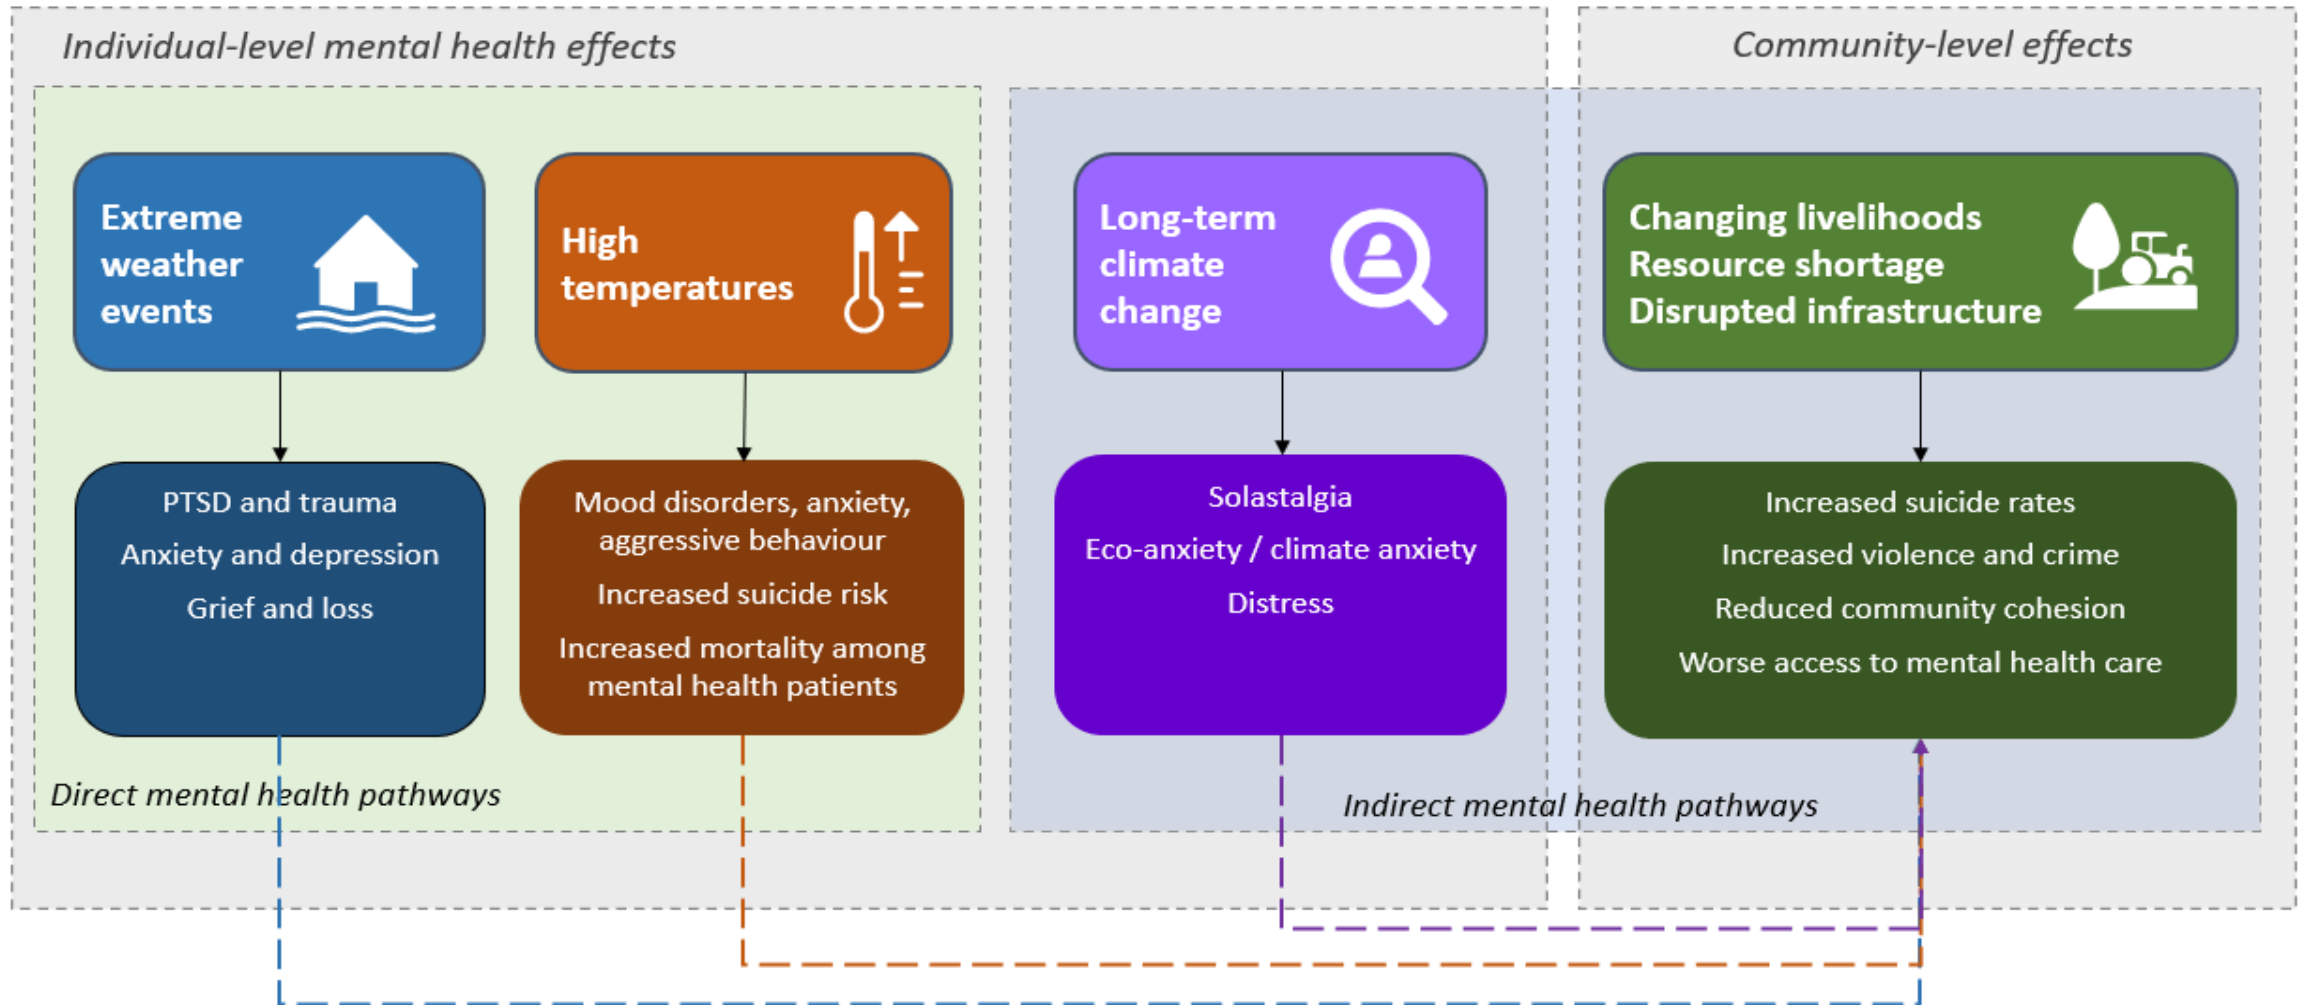 Individual-level mental health effects
Community-level effects
Extreme
weather
events
High
temperatures
Long-term
climate
change
Changing livelihoods
Resource shortage
Disrupted infrastructure
PTSD and trauma
Anxiety and depression
Grief and loss
Mood disorders, anxiety,
aggressive behaviour
Increased suicide risk
Increased mortality among
mental health patients
Solastalgia
Eco-anxiety / climate anxiety
Distress
Increased suicide rates
Increased violence and crime
Reduced community cohesion
Worse access to mental health care
Direct mental health pathways
Indirect mental health pathways